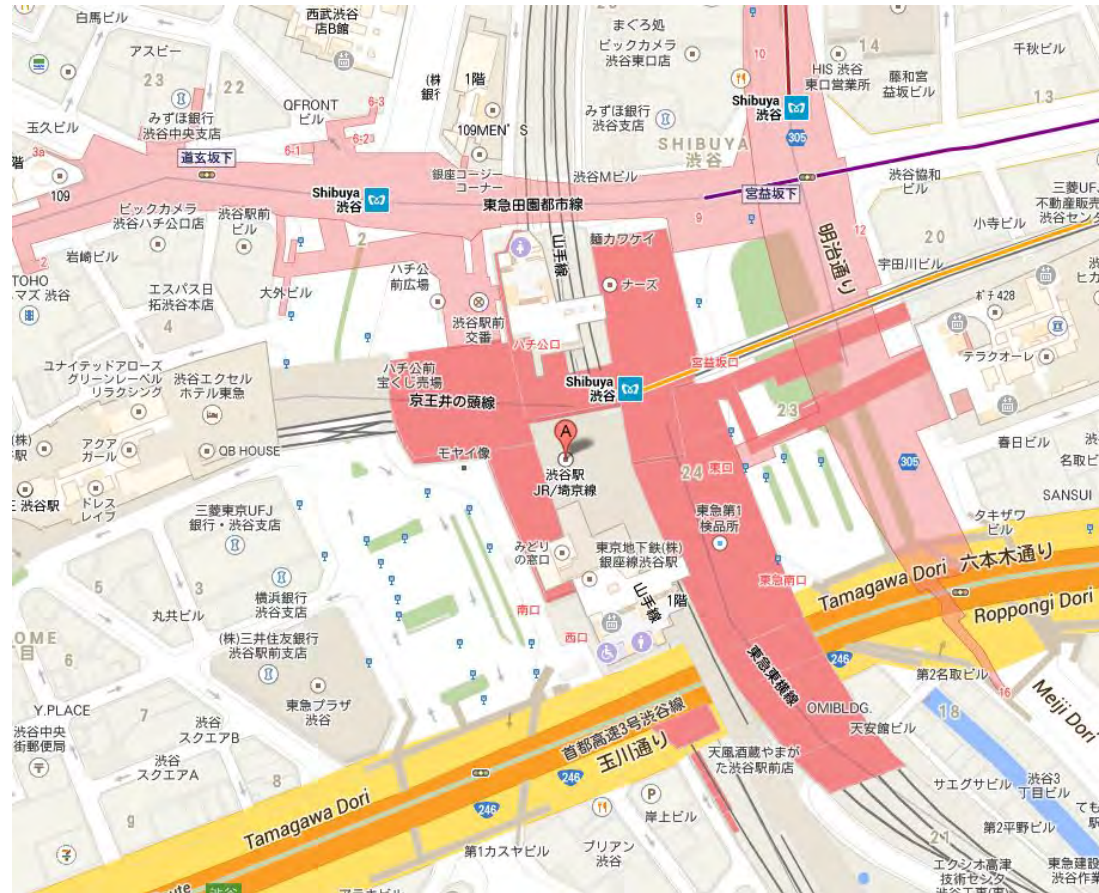 白馬ビル
西武渋谷
店B館
まぐろ処
ビックカメラ
渋谷東口店
14
千秋ビル
アスビー
23
22
(株
銀行
1階
10
HIS 渋谷
東口営業所
藤和宮
益坂ビル
13
QFRONT
ビル
6-3
みずほ銀行
渋谷中央支店
みずほ銀行
渋谷支店
Shibuya
渋谷
玉久ビル
6-2
109MEN'S
305
SHIBUYA
渋谷
3a
6-1
階
道玄坂下
銀座コージー
コーナー
渋谷Mビル
宮益坂下
渋谷協和
ビル
109
Shibuya
渋谷
東急田園都市線
三菱UFJ
不動産販売
渋谷センタ
ビックカメラ
渋谷ハチ公口店
渋谷駅前
ビル
9
小寺ビル
12
2
岩崎ビル
2
山手線
麺カワケイ
明治通り
20
宇田川ビル
TOHO
マズ 渋谷
エスパス日
拓渋谷本店
大外ビル
ハチ公
前広場
ナーズ
渋
ヒカ
ポチ428
4
渋谷駅前
交番
ハチ公口
宮益坂口
テラクオーレ
ユナイテッドアローズ
グリーンレーベル
リラクシング
渋谷エクセル
ホテル東急
ハチ公前
宝くじ売場
Shibuya
渋谷
京王井の頭線
23
(株)
アクア
ガール
QB HOUSE
モヤイ像
A
春日ビル
渋谷駅
JR/埼京線
24
東口
305
名取ビ
渋谷駅
ドレス
レイブ
三菱東京UFJ
銀行・渋谷支店
東急第1
検品所
SANSUI
タキザワ
ビル
みどり
の窓口
東京地下鉄(株)
銀座線渋谷駅
六本木通り
5
3
横浜銀行
渋谷支店
東急南口
Tamagawa Dori
丸共ビル
南口
山手線
1階
Roppongi Dori
OME
目
(株)三井住友銀行
渋谷駅前支店
西口
6
246
第2名取ビル
東急東横線
16
Y.PLACE
7
東急プラザ
渋谷
首都高速3号渋谷線
OMIBLDG.
18
Meiji Dori
渋谷中央
街郵便局
渋谷
スクエアB
天安館ビル
玉川通り
天風酒蔵やまが
た渋谷駅前店
渋谷
スクエアA
8
246
サエグサビル
渋谷3
丁目ビル
Tamagawa Dori
246
P
岸上ビル
ても
9
21
第2平野ビル
第1カスヤビル
ブリアン
渋谷
エクシオ高津
技術センタ
東急建設
渋谷作業
渋谷